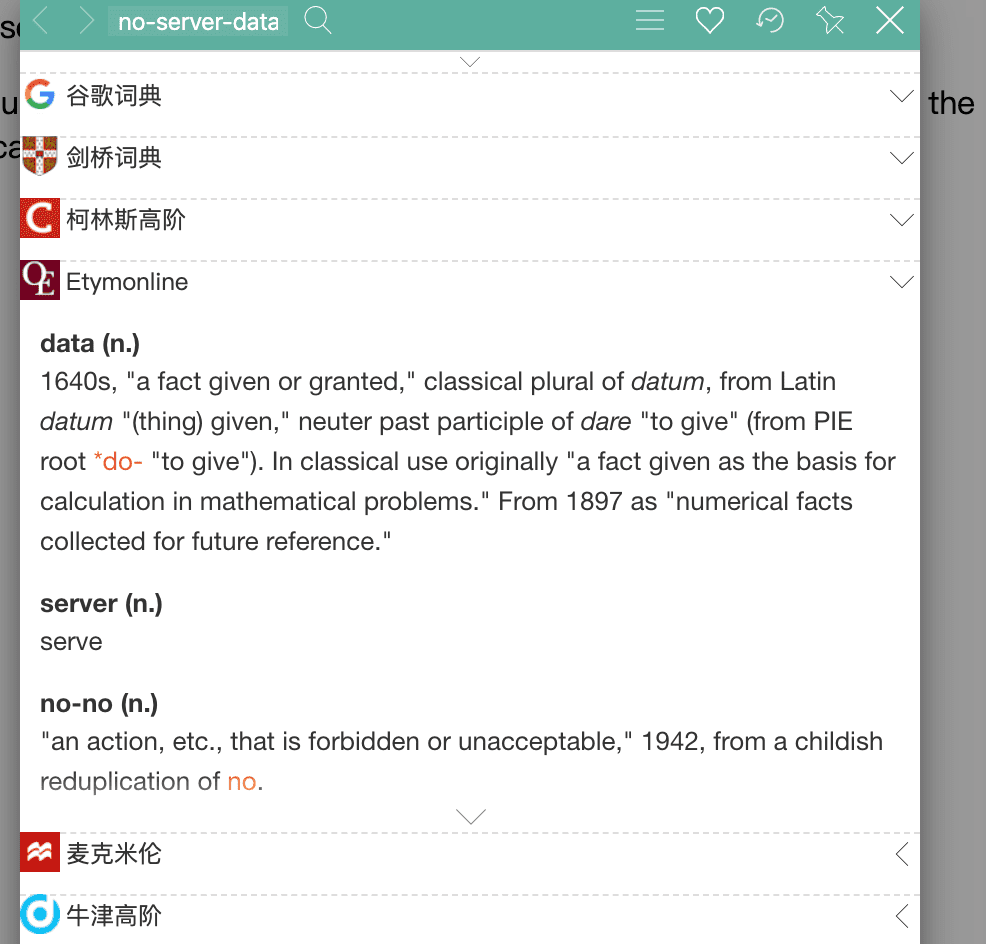 no-server-data
se
谷歌词典
u
the
剑桥词典
ca
柯林斯高阶
Etymonline
data (n.)
1640s, "a fact given or granted," classical plural of datum, from Latin
datum "(thing) given," neuter past participle of dare "to give" (from PIE
root *do- "to give"). In classical use originally "a fact given as the basis for
calculation in mathematical problems." From 1897 as "numerical facts
collected for future reference."
server (n.)
serve
no-no (n.)
"an action, etc., that is forbidden or unacceptable," 1942, from a childish
reduplication of no.
麦克米伦
牛津高阶